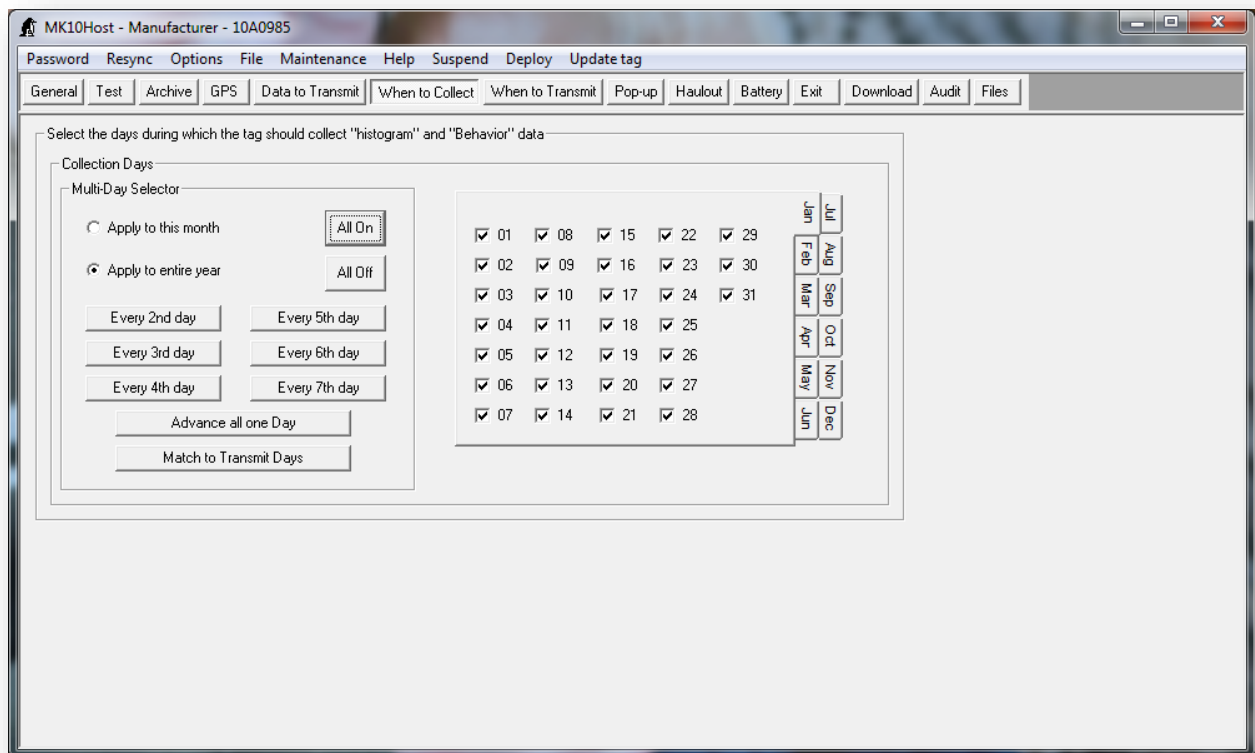 MK10Host - Manufacturer - 10A0985
Password Resync Options File Maintenance Help Suspend Deploy Update tag
General Test Archive GPS Data to Transmit When to Collect When to Transmit Pop-up Haulout Battery Exit Download Audit Files
Select the days during which the tag should collect "histogram" and "Behavior" data
Collection Days
Multi-Day Selector
Apply to this month All On
Apply to entire year All Off
Every 2nd day Every 5th day
Every 3rd day Every 6th day
Every 4th day Every 7th day
Advance all one Day
Match to Transmit Days
01 08 15 22 29
02 09 16 23 30
03 10 17 24 31
04 11 18 25
05 12 19 26
06 13 20 27
07 14 21 28
Jan Jul
Feb Aug
Mar Sep
Apr Oct
May Nov
Jun Dec